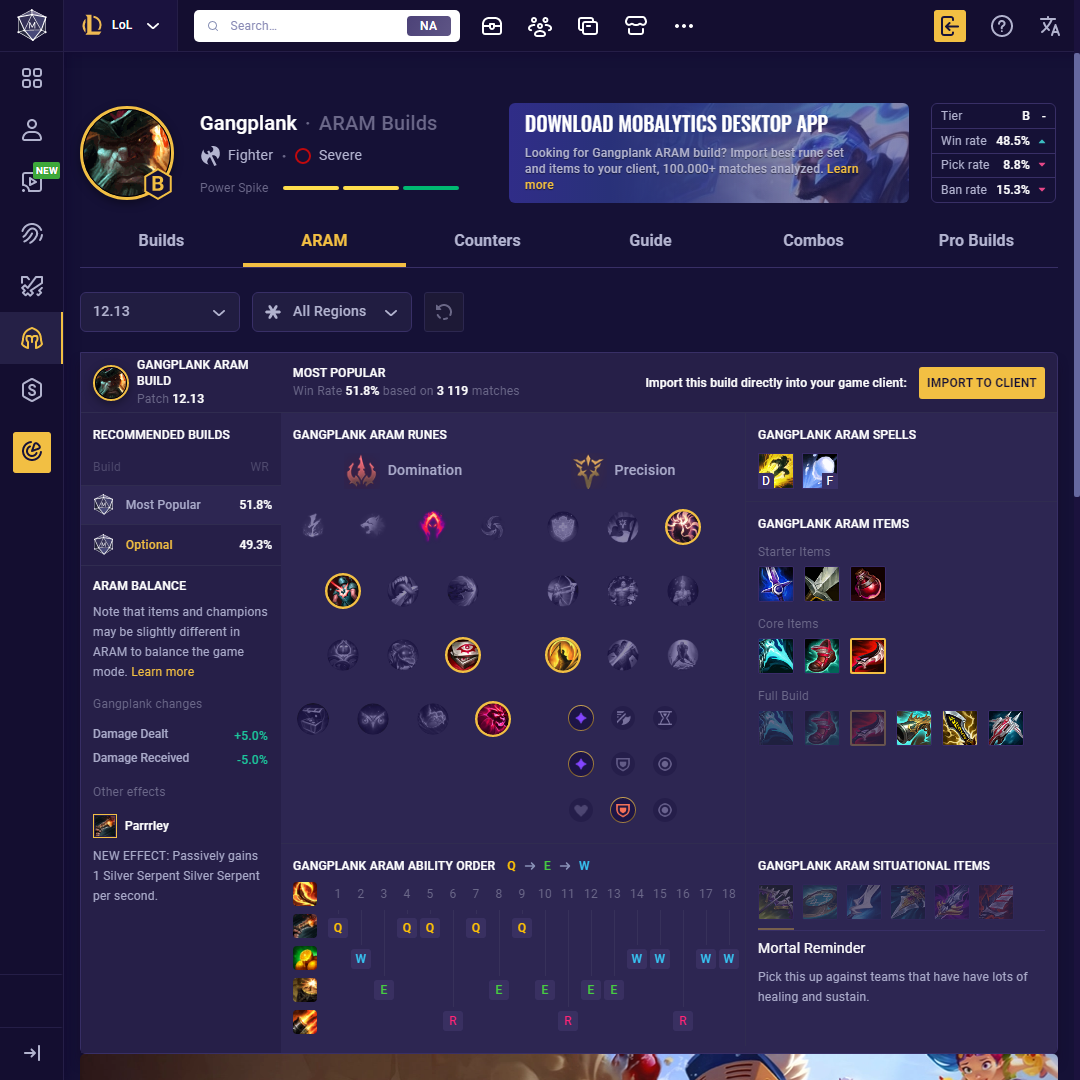 LoL
Search...
NA
NEW
Gangplank · ARAM Builds
Fighter · Severe
Power Spike
B
DOWNLOAD MOBALYTICS DESKTOP APP
Looking for Gangplank ARAM build? Import best rune set
and items to your client, 100.000+ matches analyzed. Learn
more
Tier B -
Win rate 48.5%
Pick rate 8.8%
Ban rate 15.3%
Builds ARAM Counters Guide Combos Pro Builds
12.13
All Regions
GANGPLANK ARAM
BUILD
Patch 12.13
MOST POPULAR
Win Rate 51.8% based on 3 119 matches
Import this build directly into your game client:
IMPORT TO CLIENT
RECOMMENDED BUILDS
Build WR
Most Popular 51.8%
Optional 49.3%
ARAM BALANCE
Note that items and champions
may be slightly different in
ARAM to balance the game
mode. Learn more
Gangplank changes
Damage Dealt +5.0%
Damage Received -5.0%
Other effects
Parrrley
NEW EFFECT: Passively gains
1 Silver Serpent Silver Serpent
per second.
GANGPLANK ARAM RUNES
Domination
Precision
GANGPLANK ARAM SPELLS
D F
GANGPLANK ARAM ITEMS
Starter Items
Core Items
Full Build
GANGPLANK ARAM ABILITY ORDER Q → E → W
1 2 3 4 5 6 7 8 9 10 11 12 13 14 15 16 17 18
Q Q Q Q Q
W W W W W
E E E E E
R R R
GANGPLANK ARAM SITUATIONAL ITEMS
Mortal Reminder
Pick this up against teams that have have lots of
healing and sustain.